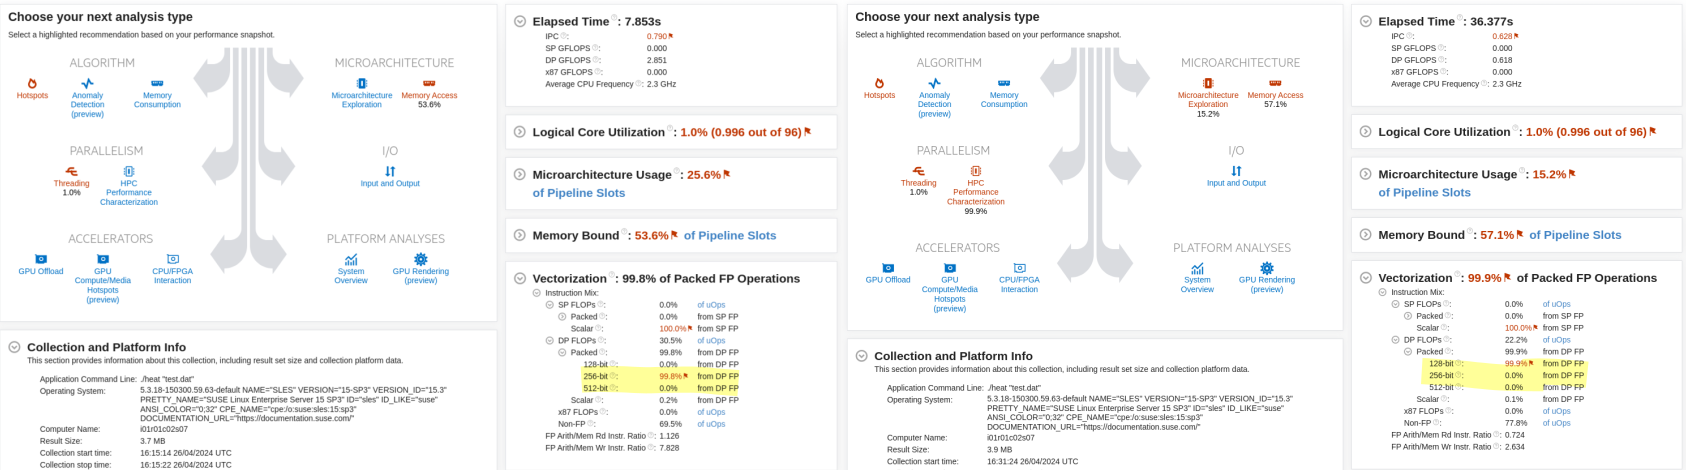 Choose your next analysis type
Select a highlighted recommendation based on your performance snapshot.
ALGORITHM
Hotspots
Anomaly Detection (preview)
Memory Consumption
MICROARCHITECTURE
Microarchitecture Exploration
Memory Access
53.6%
PARALLELISM
Threading
1.0%
HPC Performance Characterization
I/O
Input and Output
ACCELERATORS
GPU Offload
GPU Compute/Media Hotspots (preview)
CPU/FPGA Interaction
PLATFORM ANALYSES
System Overview
GPU Rendering (preview)
Collection and Platform Info
This section provides information about this collection, including result set size and collection platform data.
Application Command Line: ./heat "test.dat"
Operating System: 5.3.18-150300.59.63-default NAME="SLES" VERSION="15-SP3" VERSION_ID="15.3"
PRETTY_NAME="SUSE Linux Enterprise Server 15 SP3" ID="sles" ID_LIKE="suse"
ANSI_COLOR="0;32" CPE_NAME="cpe:/o:suse:sles:15:sp3"
DOCUMENTATION_URL="https://documentation.suse.com/"
Computer Name: i01r01c02s07
Result Size: 3.7 MB
Collection start time: 16:15:14 26/04/2024 UTC
Collection stop time: 16:15:22 26/04/2024 UTC
Elapsed Time : 7.853s
IPC : 0.790
SP GFLOPS : 0.000
DP GFLOPS : 2.851
x87 GFLOPS : 0.000
Average CPU Frequency : 2.3 GHz
Logical Core Utilization : 1.0% (0.996 out of 96)
Microarchitecture Usage : 25.6%
of Pipeline Slots
Memory Bound : 53.6% of Pipeline Slots
Vectorization : 99.8% of Packed FP Operations
Instruction Mix:
SP FLOPs : 0.0% of uOps
Packed : 0.0% from SP FP
Scalar : 100.0% from SP FP
DP FLOPs : 30.5% of uOps
Packed : 99.8% from DP FP
128-bit : 0.0% from DP FP
256-bit : 99.8% from DP FP
512-bit : 0.0% from DP FP
Scalar : 0.2% from DP FP
x87 FLOPs : 0.0% of uOps
Non-FP : 69.5% of uOps
FP Arith/Mem Rd Instr. Ratio : 1.126
FP Arith/Mem Wr Instr. Ratio : 7.828
Choose your next analysis type
Select a highlighted recommendation based on your performance snapshot.
ALGORITHM
Hotspots
Anomaly Detection (preview)
Memory Consumption
MICROARCHITECTURE
Microarchitecture Exploration
15.2%
Memory Access
57.1%
PARALLELISM
Threading
1.0%
HPC Performance Characterization
99.9%
I/O
Input and Output
ACCELERATORS
GPU Offload
GPU Compute/Media Hotspots (preview)
CPU/FPGA Interaction
PLATFORM ANALYSES
System Overview
GPU Rendering (preview)
Collection and Platform Info
This section provides information about this collection, including result set size and collection platform data.
Application Command Line: ./heat "test.dat"
Operating System: 5.3.18-150300.59.63-default NAME="SLES" VERSION="15-SP3" VERSION_ID="15.3"
PRETTY_NAME="SUSE Linux Enterprise Server 15 SP3" ID="sles" ID_LIKE="suse"
ANSI_COLOR="0;32" CPE_NAME="cpe:/o:suse:sles:15:sp3"
DOCUMENTATION_URL="https://documentation.suse.com/"
Computer Name: i01r01c02s07
Result Size: 3.9 MB
Collection start time: 16:31:24 26/04/2024 UTC
Elapsed Time : 36.377s
IPC : 0.628
SP GFLOPS : 0.000
DP GFLOPS : 0.618
x87 GFLOPS : 0.000
Average CPU Frequency : 2.3 GHz
Logical Core Utilization : 1.0% (0.996 out of 96)
Microarchitecture Usage : 15.2%
of Pipeline Slots
Memory Bound : 57.1% of Pipeline Slots
Vectorization : 99.9% of Packed FP Operations
Instruction Mix:
SP FLOPs : 0.0% of uOps
Packed : 0.0% from SP FP
Scalar : 100.0% from SP FP
DP FLOPs : 22.2% of uOps
Packed : 99.9% from DP FP
128-bit : 99.9% from DP FP
256-bit : 0.0% from DP FP
512-bit : 0.0% from DP FP
Scalar : 0.1% from DP FP
x87 FLOPs : 0.0% of uOps
Non-FP : 77.8% of uOps
FP Arith/Mem Rd Instr. Ratio : 0.724
FP Arith/Mem Wr Instr. Ratio : 2.634